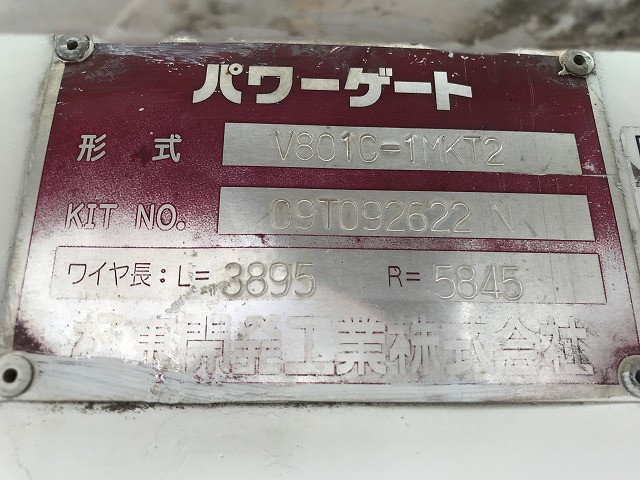 パワーゲート
形式 V801C-1MKT2
KIT NO. 09T092622 N
ワイヤ長:L= 3895 R= 5845
極東開発工業株式会社